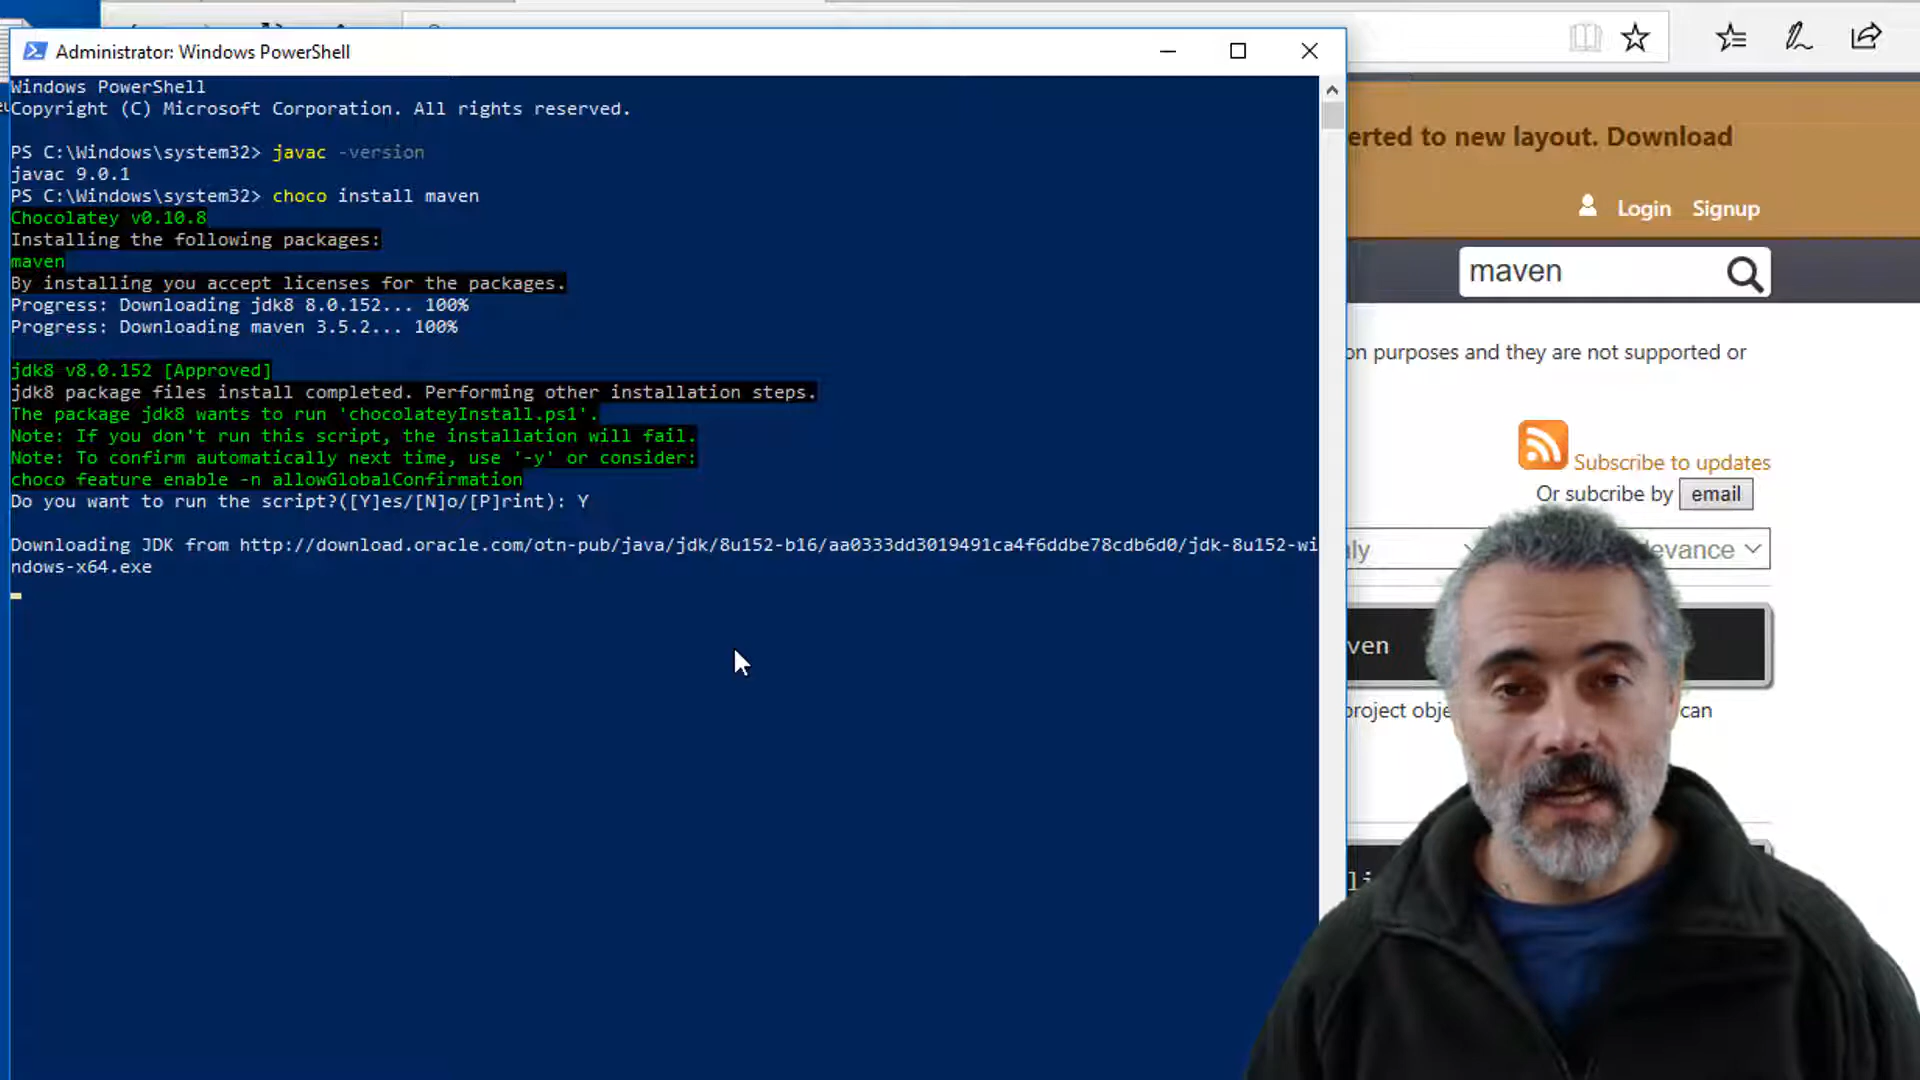 Administrator: Windows PowerShell
Windows PowerShell
Copyright (C) Microsoft Corporation. All rights reserved.
PS C:\Windows\system32> javac -version
javac 9.0.1
PS C:\Windows\system32> choco install maven
Chocolatey v0.10.8
Installing the following packages:
maven
By installing you accept licenses for the packages.
Progress: Downloading jdk8 8.0.152... 100%
Progress: Downloading maven 3.5.2... 100%
jdk8 v8.0.152 [Approved]
jdk8 package files install completed. Performing other installation steps.
The package jdk8 wants to run 'chocolateyInstall.ps1'.
Note: If you don't run this script, the installation will fail.
Note: To confirm automatically next time, use '-y' or consider:
choco feature enable -n allowGlobalConfirmation
Do you want to run the script?([Y]es/[N]o/[P]rint): Y
Downloading JDK from http://download.oracle.com/otn-pub/java/jdk/8u152-b16/aa0333dd3019491ca4f6ddbe78cdb6d0/jdk-8u152-wi
ndows-x64.exe
erted to new layout. Download
Login Signup
maven
on purposes and they are not supported or
Subscribe to updates
Or subcribe by email
evance
ven
project obje
can